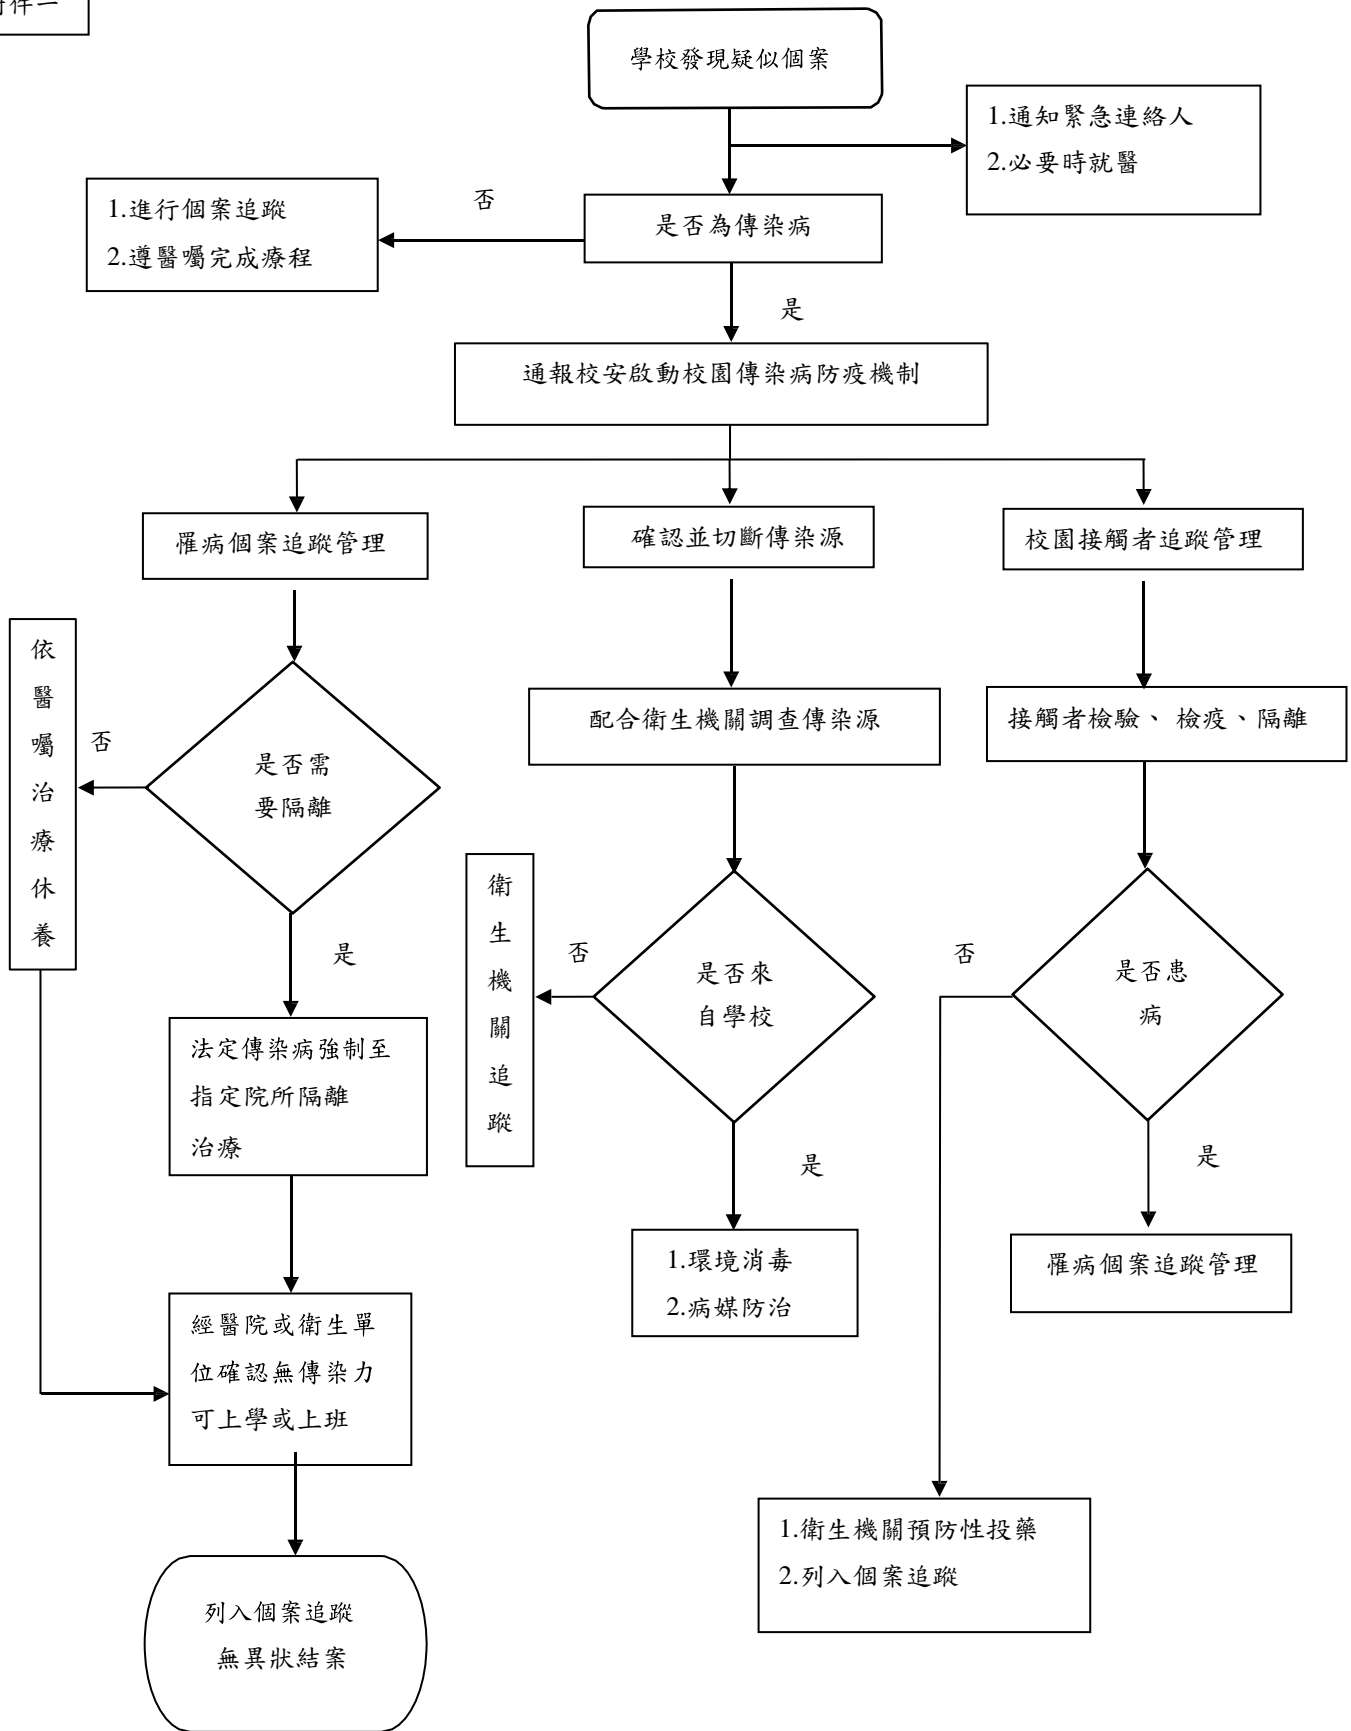 學校發現疑似個案
1.通知緊急連絡人
2.必要時就醫
否
1.進行個案追蹤
2.遵醫囑完成療程
是否為傳染病
是
通報校安啟動校園傳染病防疫機制
罹病個案追蹤管理
確認並切斷傳染源
校園接觸者追蹤管理
依醫囑治療休養
否
是否需
要隔離
配合衛生機關調查傳染源
接觸者檢驗、 檢疫、隔離
是
衛生機關追蹤
否
是否來
自學校
否
是否患
病
法定傳染病強制至
指定院所隔離
治療
是
是
1.環境消毒
2.病媒防治
罹病個案追蹤管理
經醫院或衛生單
位確認無傳染力
可上學或上班
1.衛生機關預防性投藥
2.列入個案追蹤
列入個案追蹤
無異狀結案